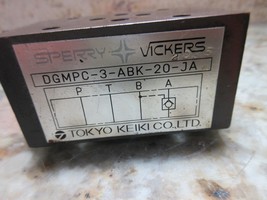 SPERRY VICKERS
DGMPC-3-ABK-20-JA
P T B A
TOKYO KEIKI CO., LTD.